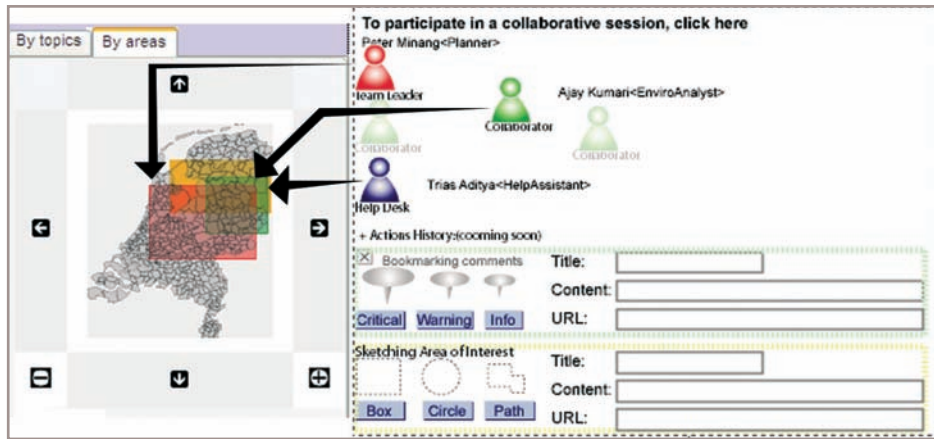 By topics
By areas
To participate in a collaborative session, click here
Peter Minang<Planner>
Team Leader
Ajay Kumari<EnviroAnalyst>
Collaborator
Collaborator
Collaborator
Trias Aditya<HelpAssistant>
Help Desk
+ Actions History:(cooming soon)
Bookmarking comments
Title:
Content:
Critical Warning Info
URL:
Sketching Area of Interest
Title:
Content:
Box Circle Path
URL: